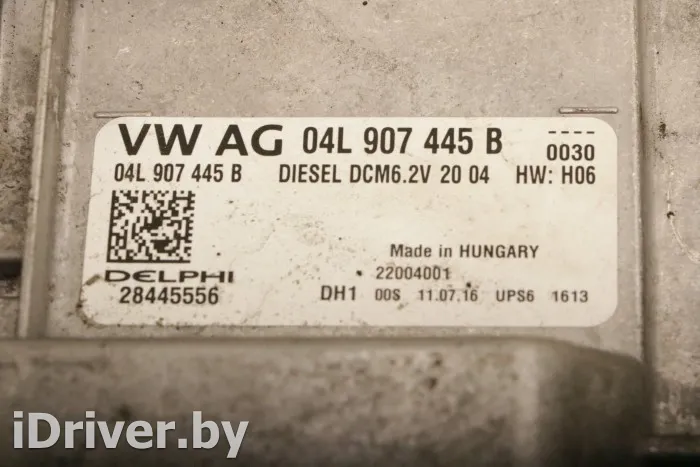 VW AG 04L 907 445 B ----
0030
04L 907 445 B DIESEL DCM6.2V 20 04 HW: H06
Made in HUNGARY
DELPHI 22004001
28445556 DH1 00S 11.07.16 UPS6 1613
iDriver.by